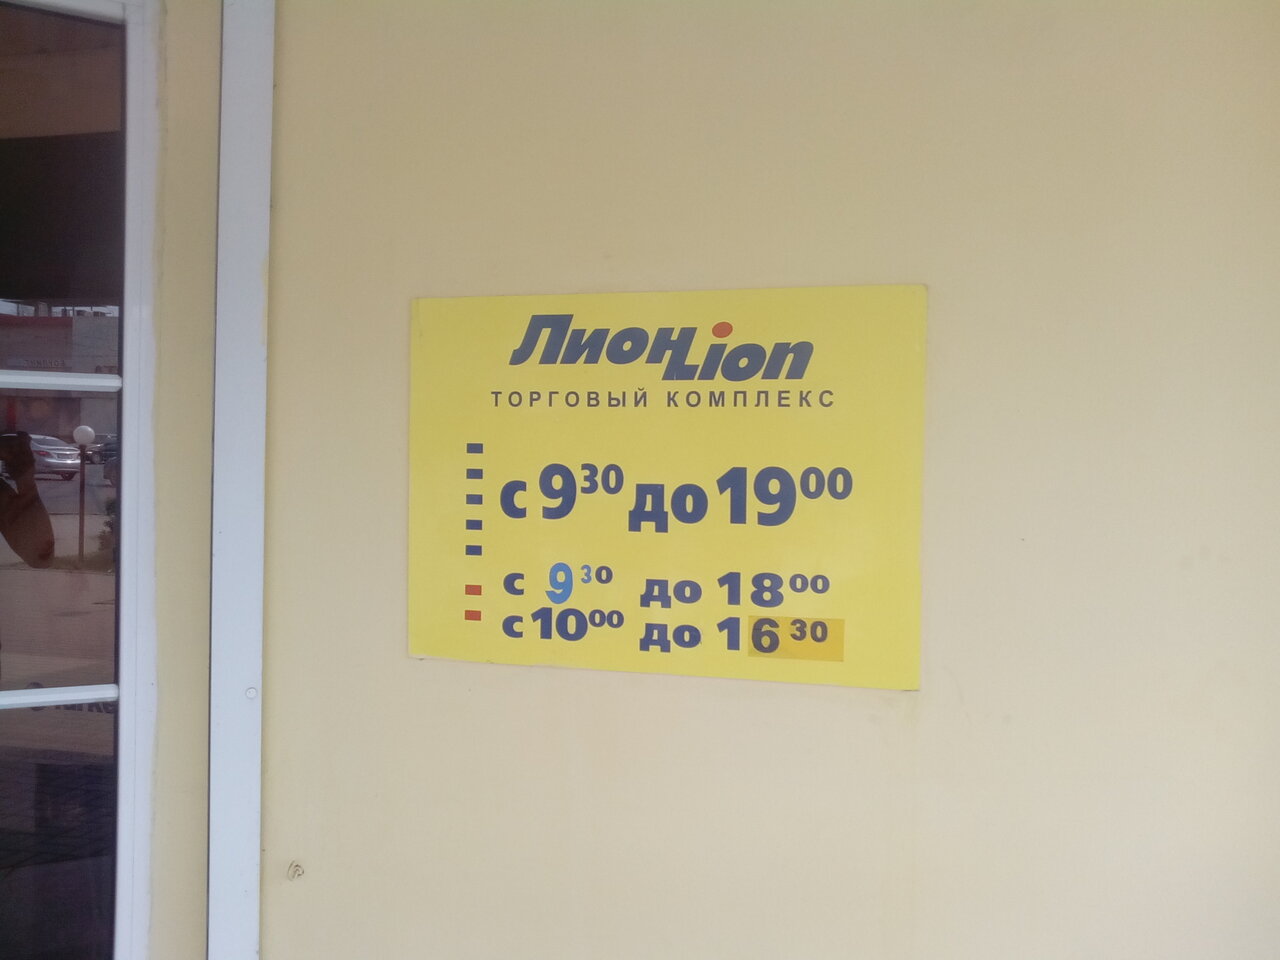 Лион Lion
ТОРГОВЫЙ КОМПЛЕКС
с 9³⁰ до 19⁰⁰
с 9³⁰ до 18⁰⁰
с 10⁰⁰ до 16³⁰